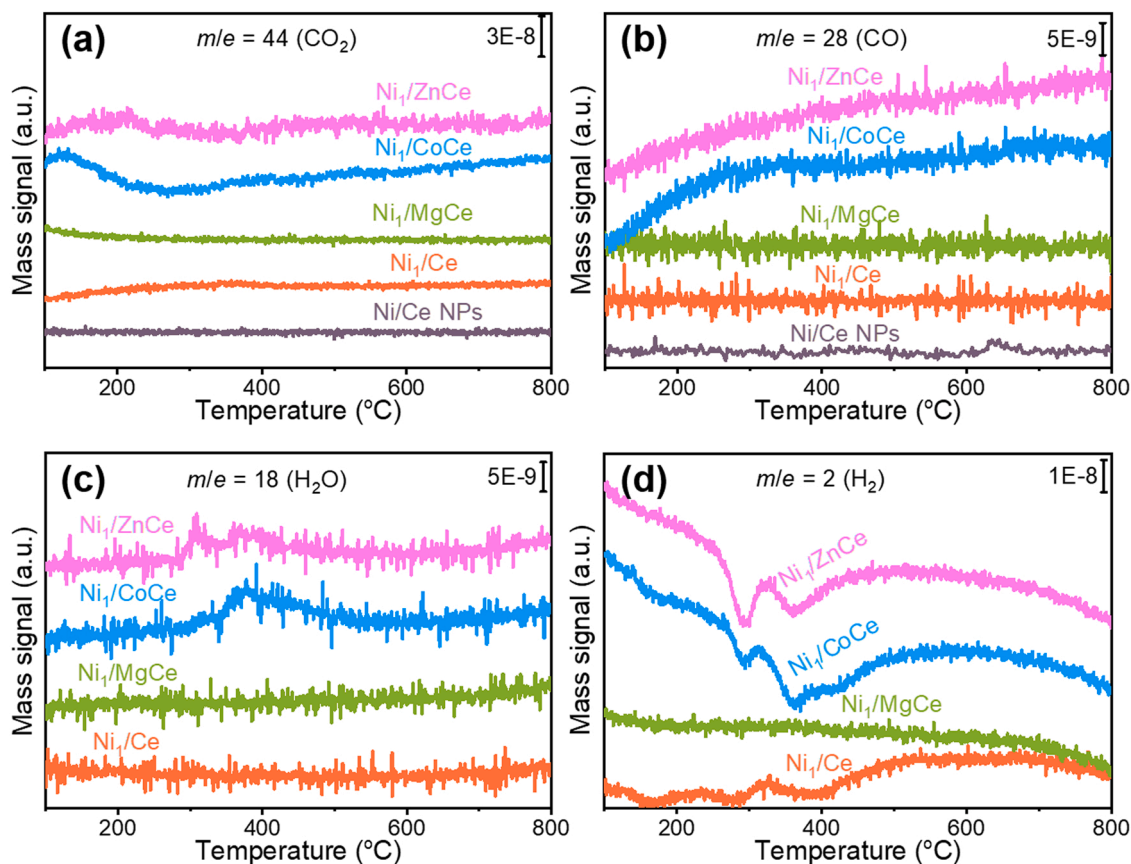 (a)
m/e = 44 (CO₂)
3E-8
Ni₁/ZnCe
Ni₁/CoCe
Ni₁/MgCe
Ni₁/Ce
Ni/Ce NPs
Mass signal (a.u.)
200 400 600 800
Temperature (°C)
(b)
m/e = 28 (CO)
5E-9
Ni₁/ZnCe
Ni₁/CoCe
Ni₁/MgCe
Ni₁/Ce
Ni/Ce NPs
Mass signal (a.u.)
200 400 600 800
Temperature (°C)
(c)
m/e = 18 (H₂O)
5E-9
Ni₁/ZnCe
Ni₁/CoCe
Ni₁/MgCe
Ni₁/Ce
Mass signal (a.u.)
200 400 600 800
Temperature (°C)
(d)
m/e = 2 (H₂)
1E-8
Ni₁/ZnCe
Ni₁/CoCe
Ni₁/MgCe
Ni₁/Ce
Mass signal (a.u.)
200 400 600 800
Temperature (°C)